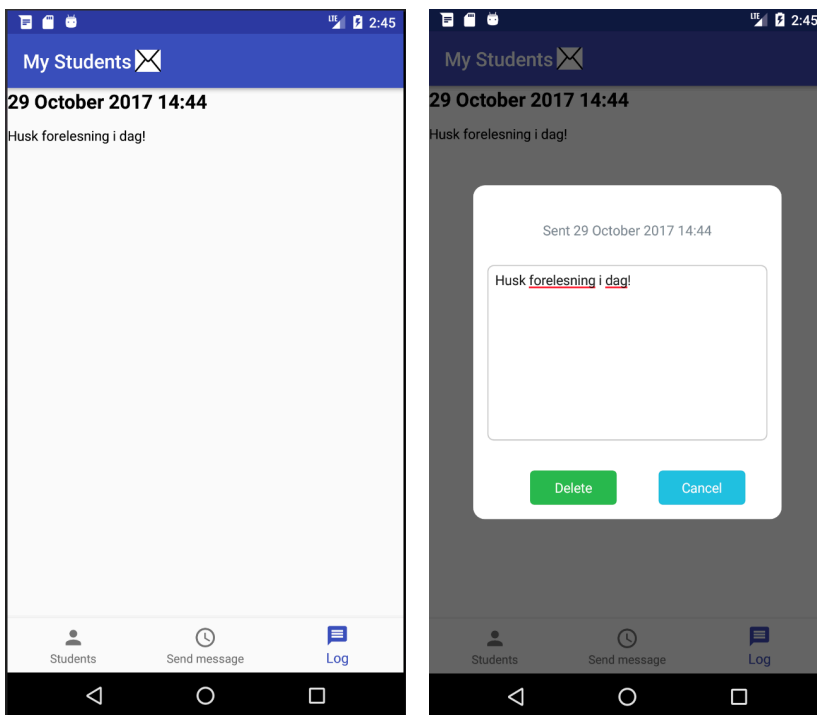 LTE 2:45
My Students
29 October 2017 14:44
Husk forelesning i dag!
Students Send message Log
LTE 2:45
My Students
29 October 2017 14:44
Husk forelesning i dag!
Sent 29 October 2017 14:44
Husk forelesning i dag!
Delete Cancel
Students Send message Log